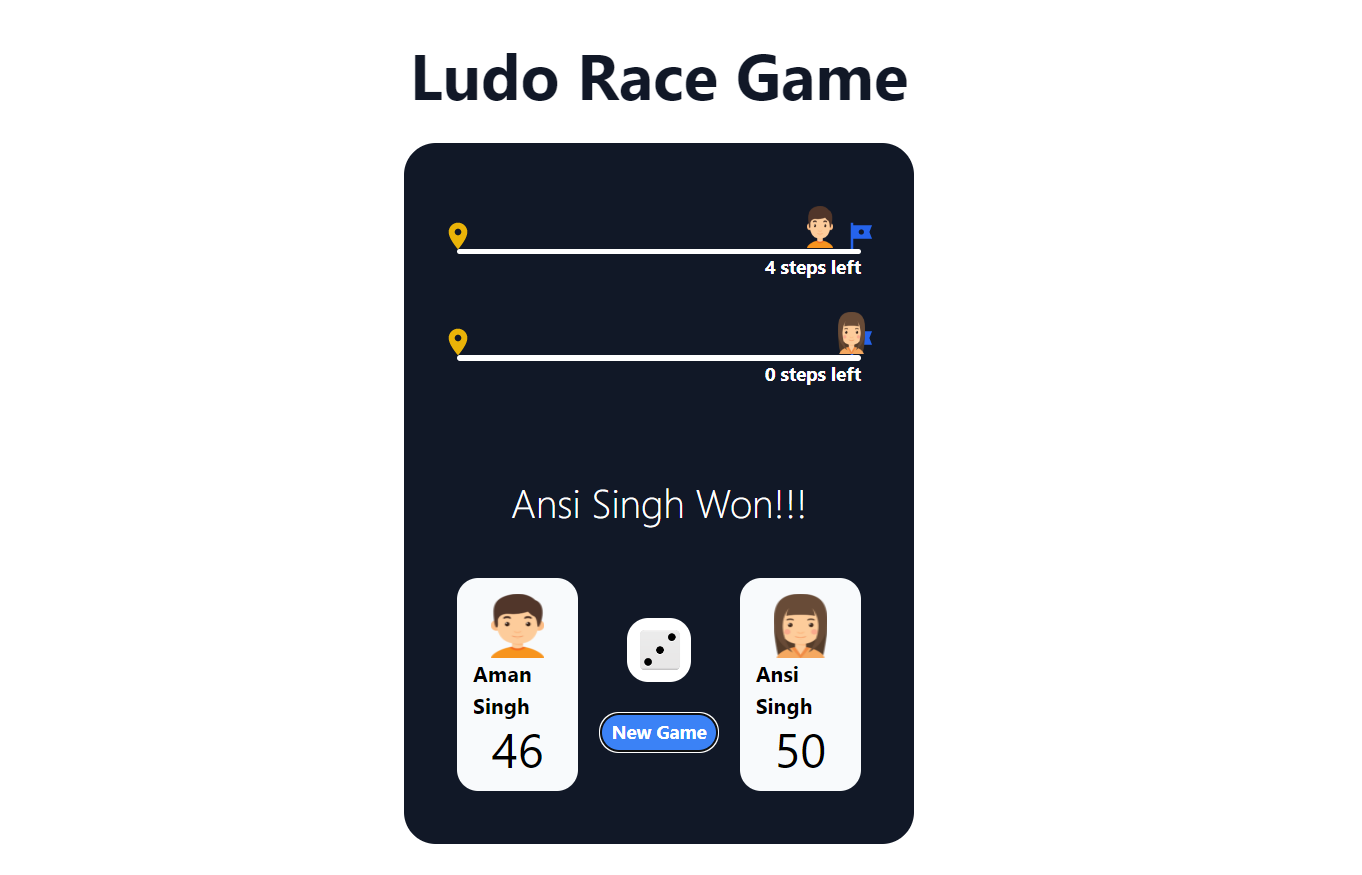 Ludo Race Game
4 steps left
0 steps left
Ansi Singh Won!!!
Aman
Singh
46
New Game
Ansi
Singh
50